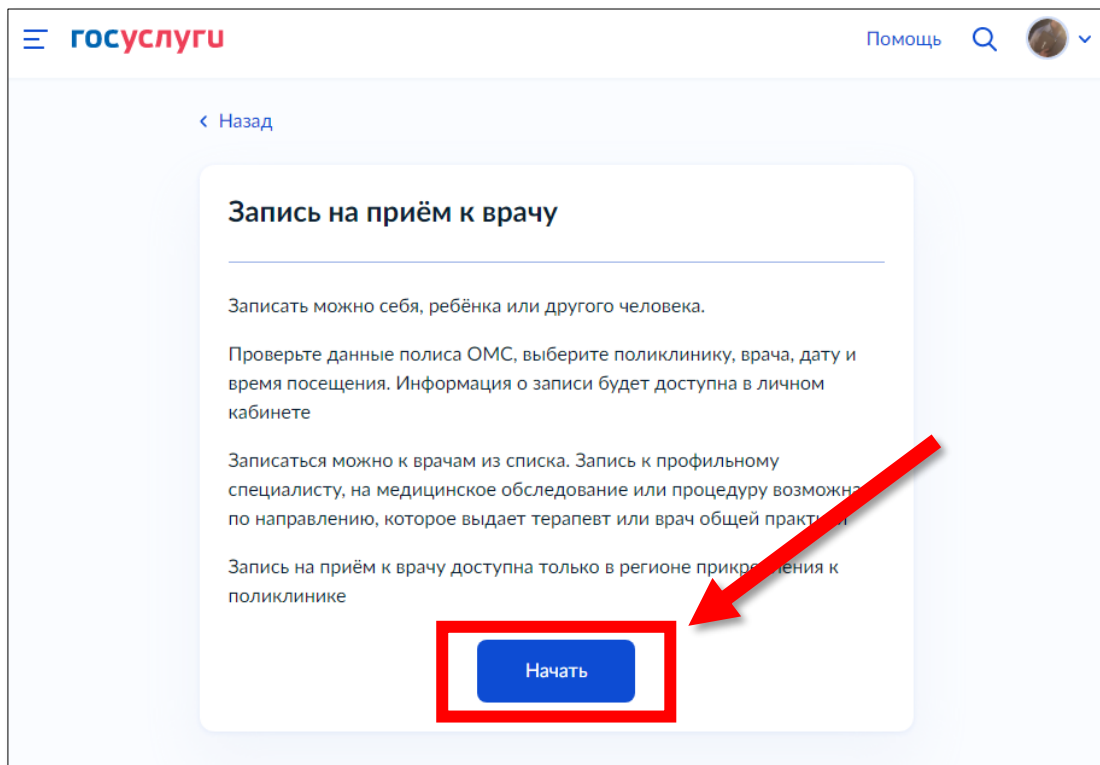 госуслуги
Помощь
Назад
Запись на приём к врачу
Записать можно себя, ребёнка или другого человека.
Проверьте данные полиса ОМС, выберите поликлинику, врача, дату и
время посещения. Информация о записи будет доступна в личном
кабинете
Записаться можно к врачам из списка. Запись к профильному
специалисту, на медицинское обследование или процедуру возможна
по направлению, которое выдает терапевт или врач общей практики
Запись на приём к врачу доступна только в регионе прикрепления к
поликлинике
Начать